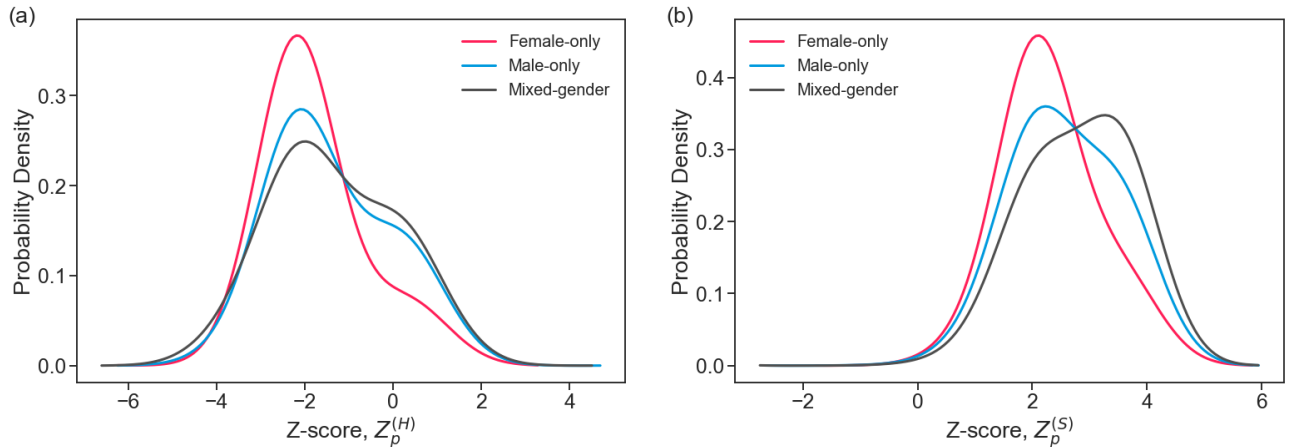 (a)
Probability Density
0.3
0.2
0.1
0.0
Female-only
Male-only
Mixed-gender
−6 −4 −2 0 2 4
Z-score, Z_p^(H)
(b)
Probability Density
0.4
0.3
0.2
0.1
0.0
Female-only
Male-only
Mixed-gender
−2 0 2 4 6
Z-score, Z_p^(S)